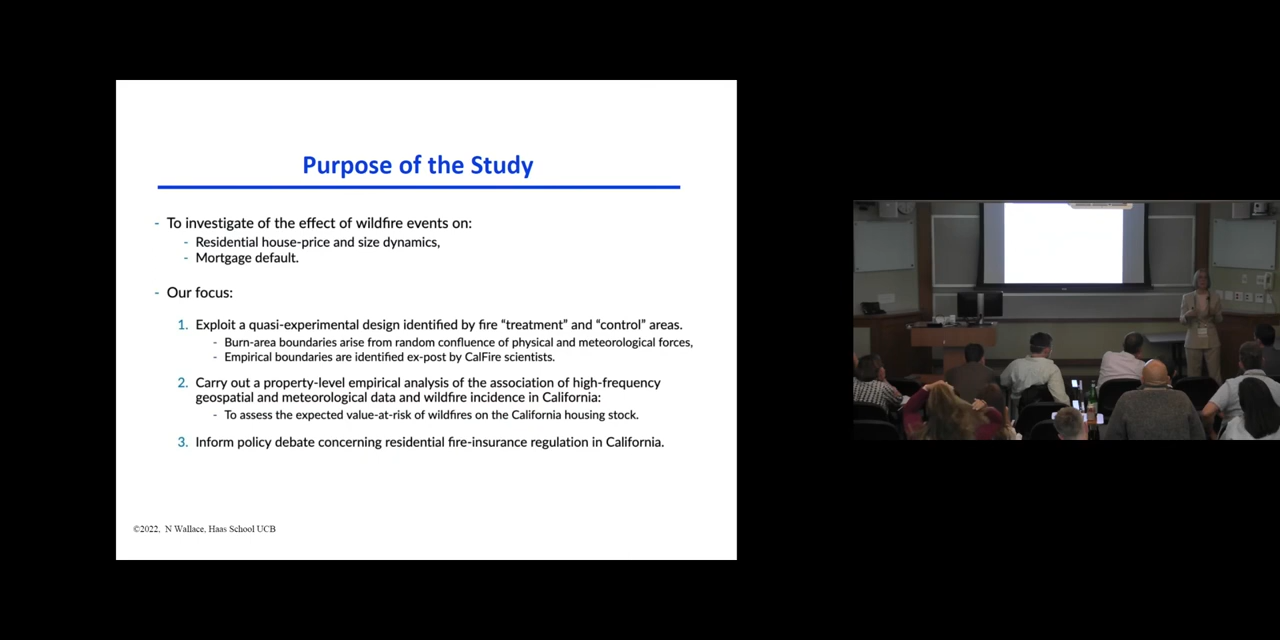 Purpose of the Study
- To investigate of the effect of wildfire events on:
- Residential house-price and size dynamics,
- Mortgage default.
- Our focus:
1. Exploit a quasi-experimental design identified by fire “treatment” and “control” areas.
- Burn-area boundaries arise from random confluence of physical and meteorological forces,
- Empirical boundaries are identified ex-post by CalFire scientists.
2. Carry out a property-level empirical analysis of the association of high-frequency
geospatial and meteorological data and wildfire incidence in California:
- To assess the expected value-at-risk of wildfires on the California housing stock.
3. Inform policy debate concerning residential fire-insurance regulation in California.
©2022, N Wallace, Haas School UCB